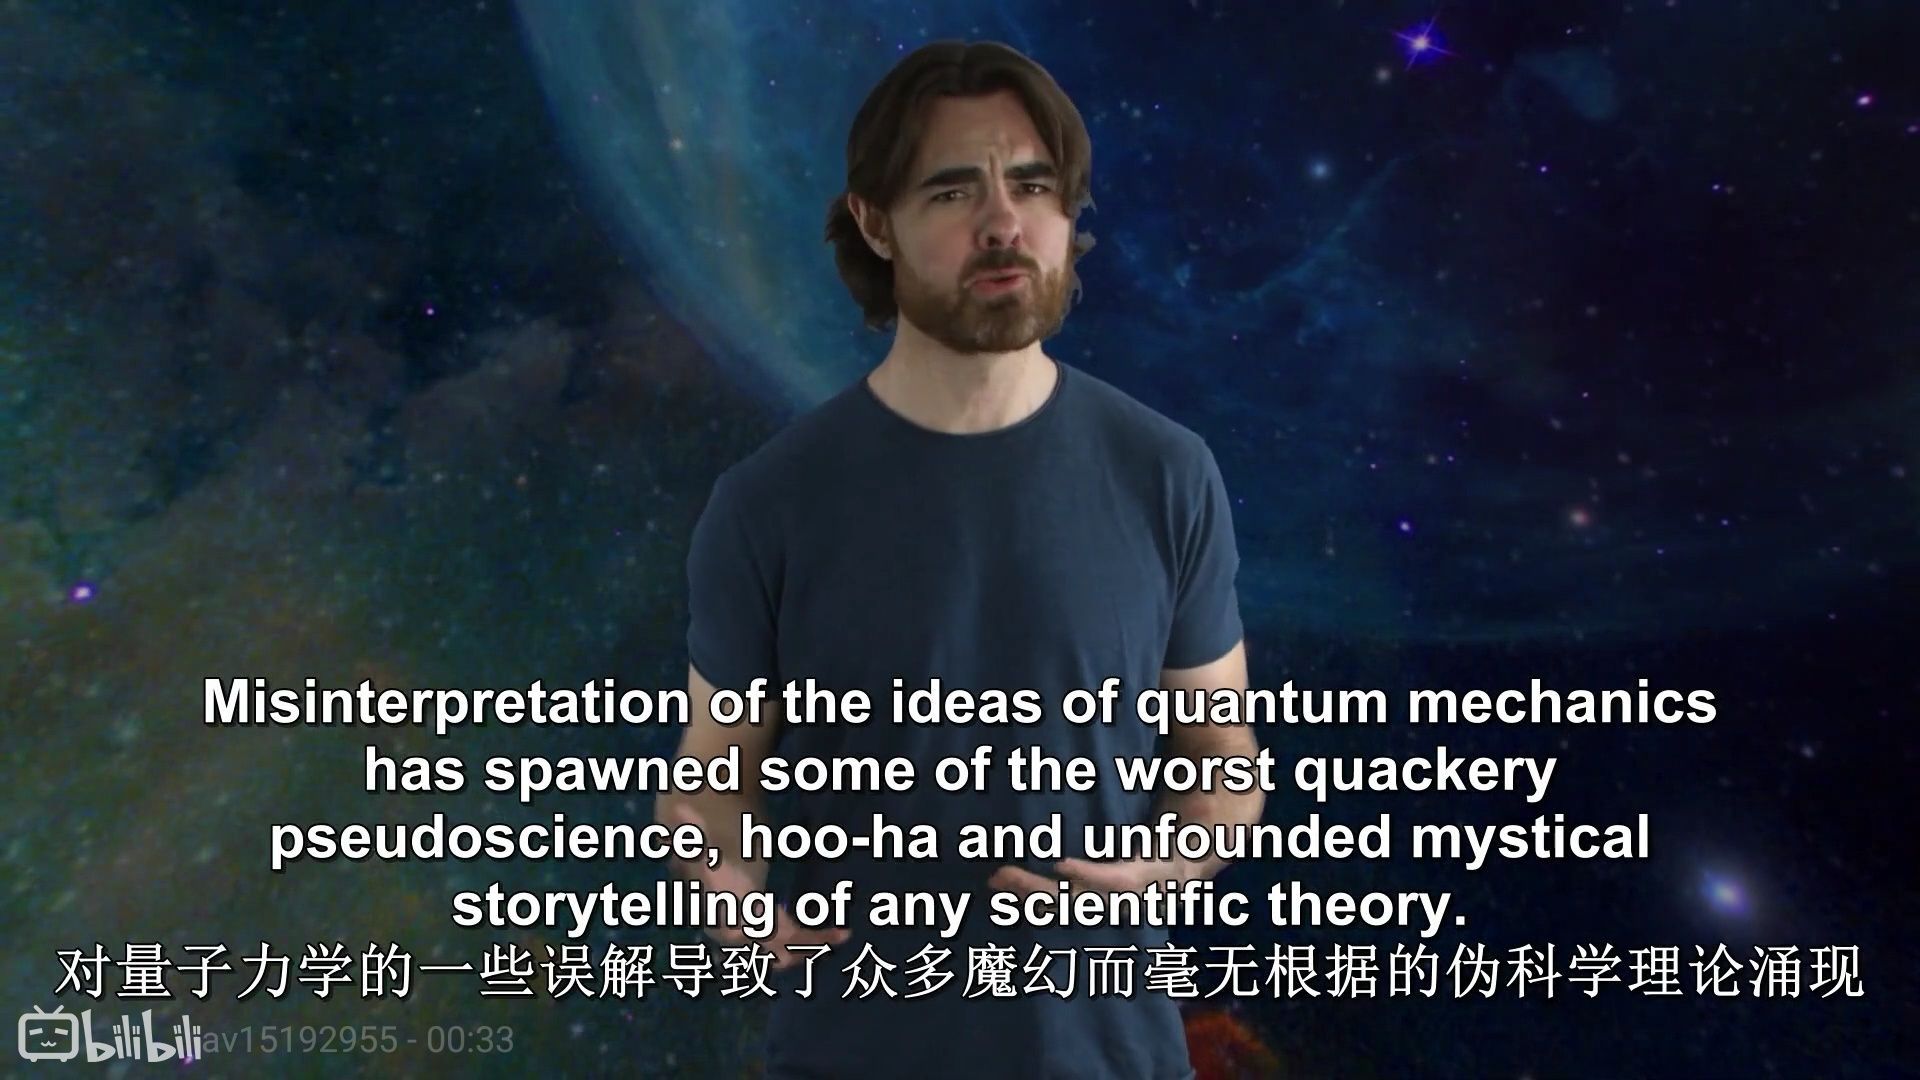 Misinterpretation of the ideas of quantum mechanics
has spawned some of the worst quackery
pseudoscience, hoo-ha and unfounded mystical
storytelling of any scientific theory.
对量子力学的一些误解导致了众多魔幻而毫无根据的伪科学理论涌现
bilibili av15192955 - 00:33